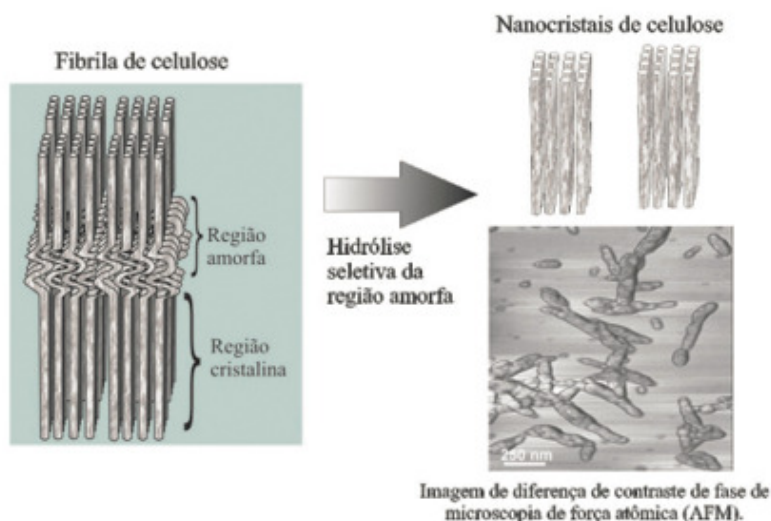 Fibrila de celulose
Região
amorfa
Região
cristalina
Hidrólise
seletiva da
região amorfa
Nanocristais de celulose
250 nm
Imagem de diferença de contraste de fase de
microscopia de força atômica (AFM).